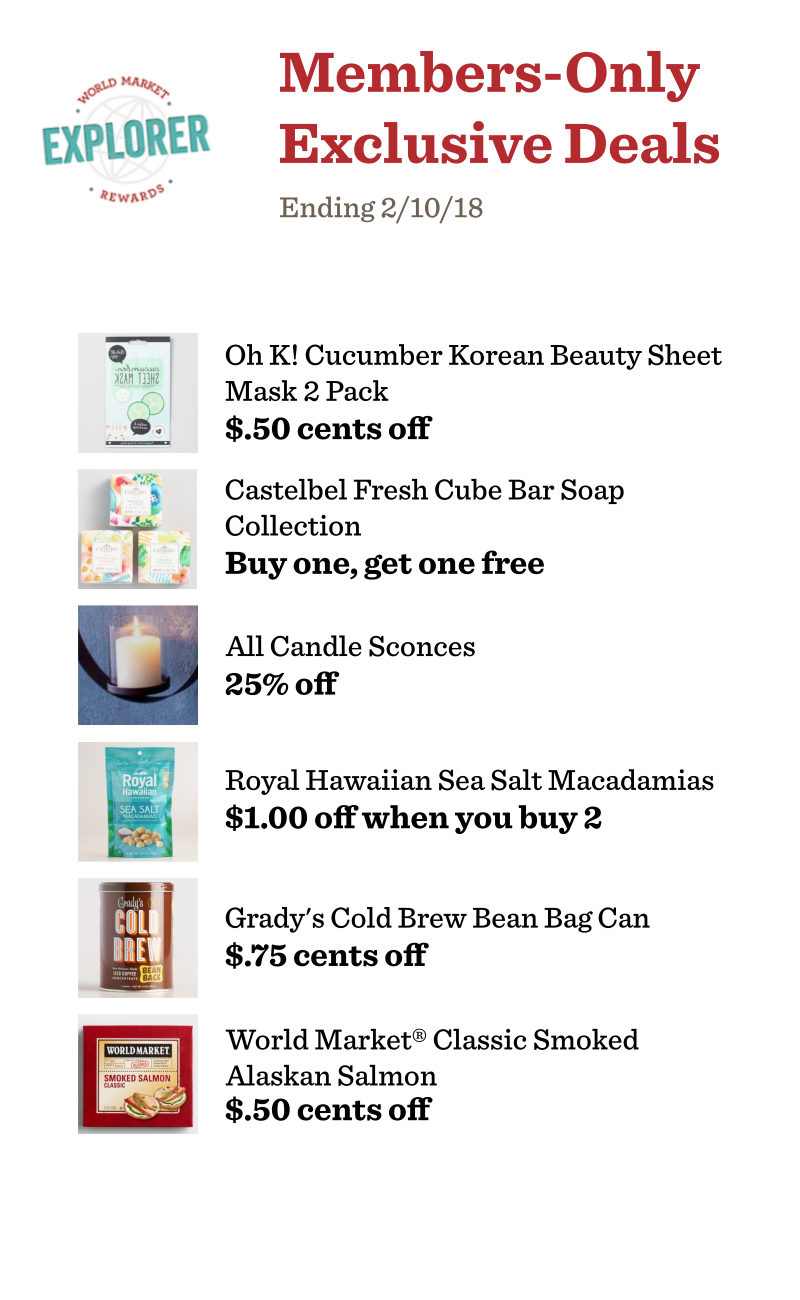 WORLD MARKET
EXPLORER
REWARDS
Members-Only
Exclusive Deals
Ending 2/10/18
Oh K! Cucumber Korean Beauty Sheet
Mask 2 Pack
$.50 cents off
cucumber
SHEET MASK
Castelbel Fresh Cube Bar Soap
Collection
Buy one, get one free
All Candle Sconces
25% off
Royal Hawaiian Sea Salt Macadamias
$1.00 off when you buy 2
Royal
Hawaiian
SEA SALT
MACADAMIAS
Grady's Cold Brew Bean Bag Can
$.75 cents off
Grady's
COLD
BREW
ICED COFFEE
CONCENTRATE
BEAN
BAGS
World Market® Classic Smoked
Alaskan Salmon
$.50 cents off
WORLD MARKET.
SMOKED SALMON
CLASSIC